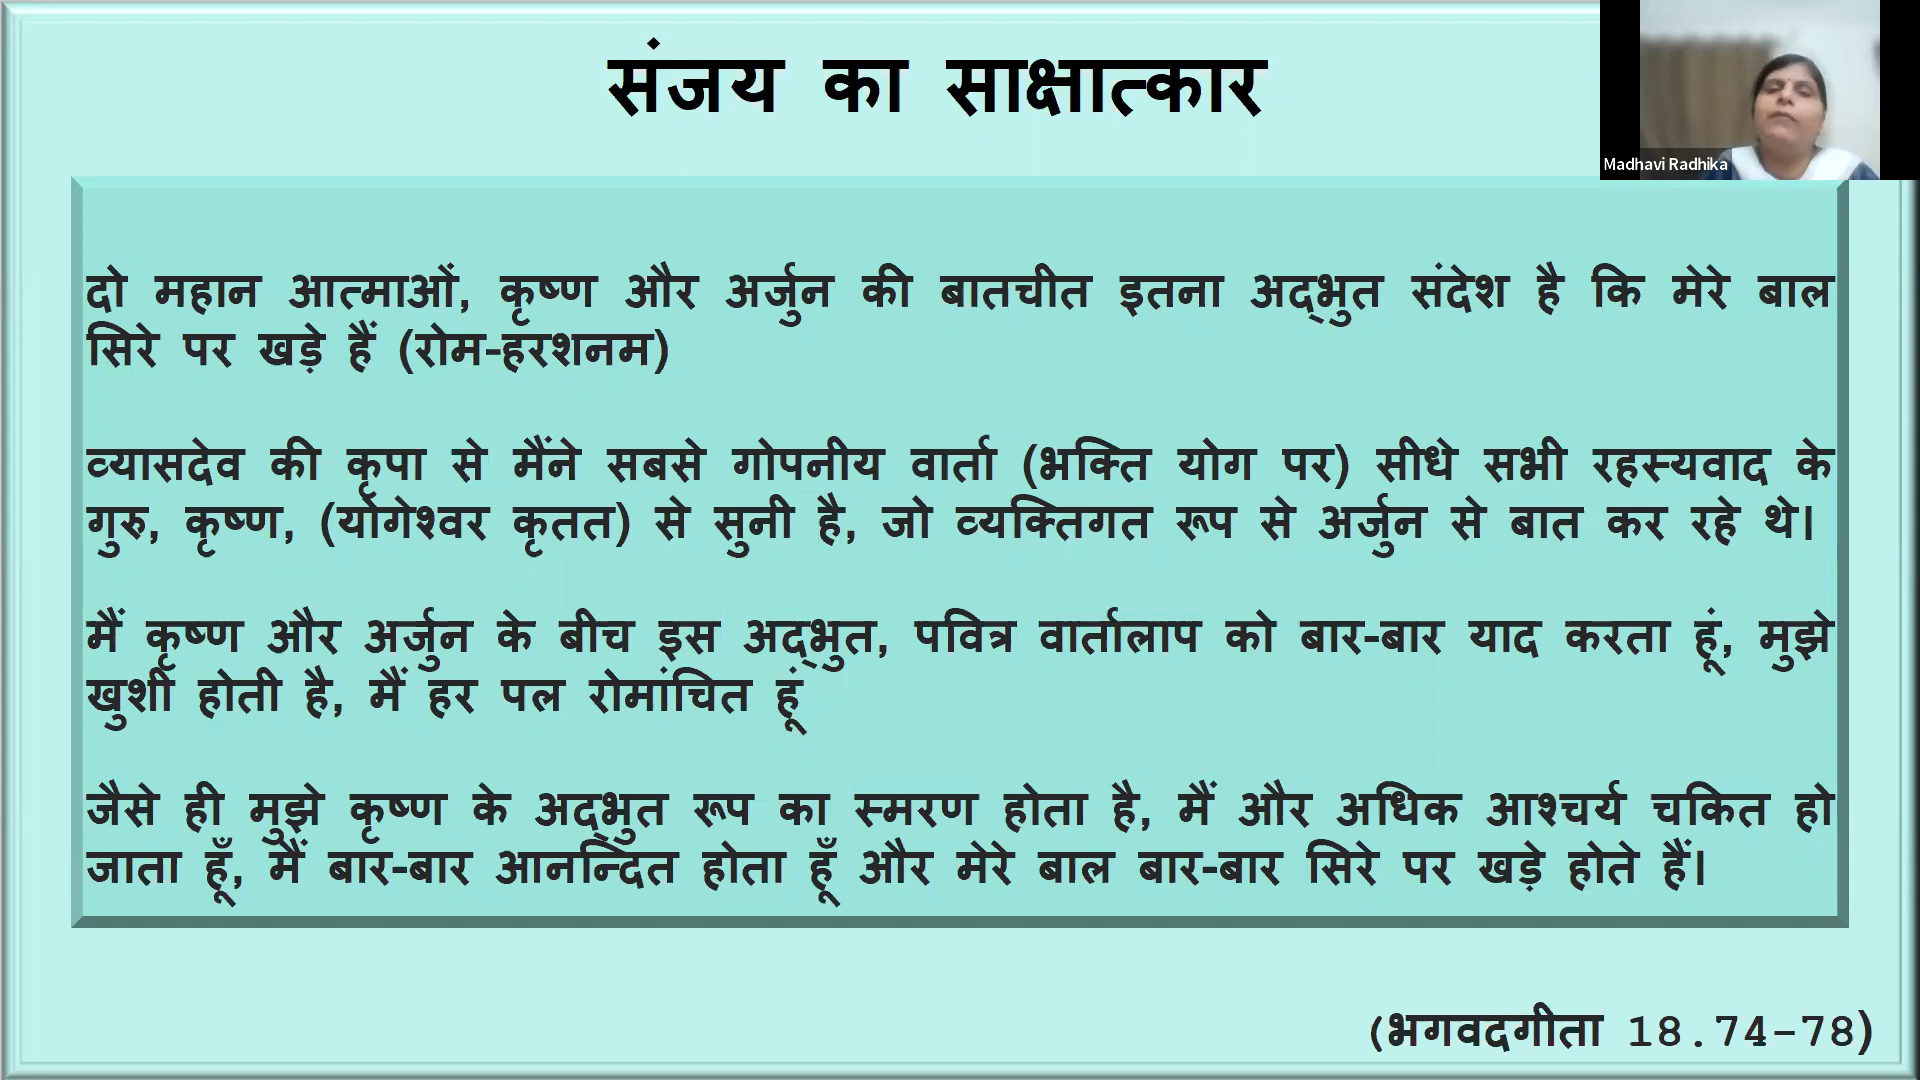 संजय का साक्षात्कार
Madhavi Radhika
दो महान आत्माओं, कृष्ण और अर्जुन की बातचीत इतना अद्भुत संदेश है कि मेरे बाल
सिरे पर खड़े हैं (रोम-हरशनम)
व्यासदेव की कृपा से मैंने सबसे गोपनीय वार्ता (भक्ति योग पर) सीधे सभी रहस्यवाद के
गुरु, कृष्ण, (योगेश्वर कृतत) से सुनी है, जो व्यक्तिगत रूप से अर्जुन से बात कर रहे थे।
मैं कृष्ण और अर्जुन के बीच इस अद्भुत, पवित्र वार्तालाप को बार-बार याद करता हूं, मुझे
खुशी होती है, मैं हर पल रोमांचित हूं
जैसे ही मुझे कृष्ण के अद्भुत रूप का स्मरण होता है, मैं और अधिक आश्चर्य चकित हो
जाता हूँ, मैं बार-बार आनन्दित होता हूँ और मेरे बाल बार-बार सिरे पर खड़े होते हैं।
(भगवदगीता 18.74-78)